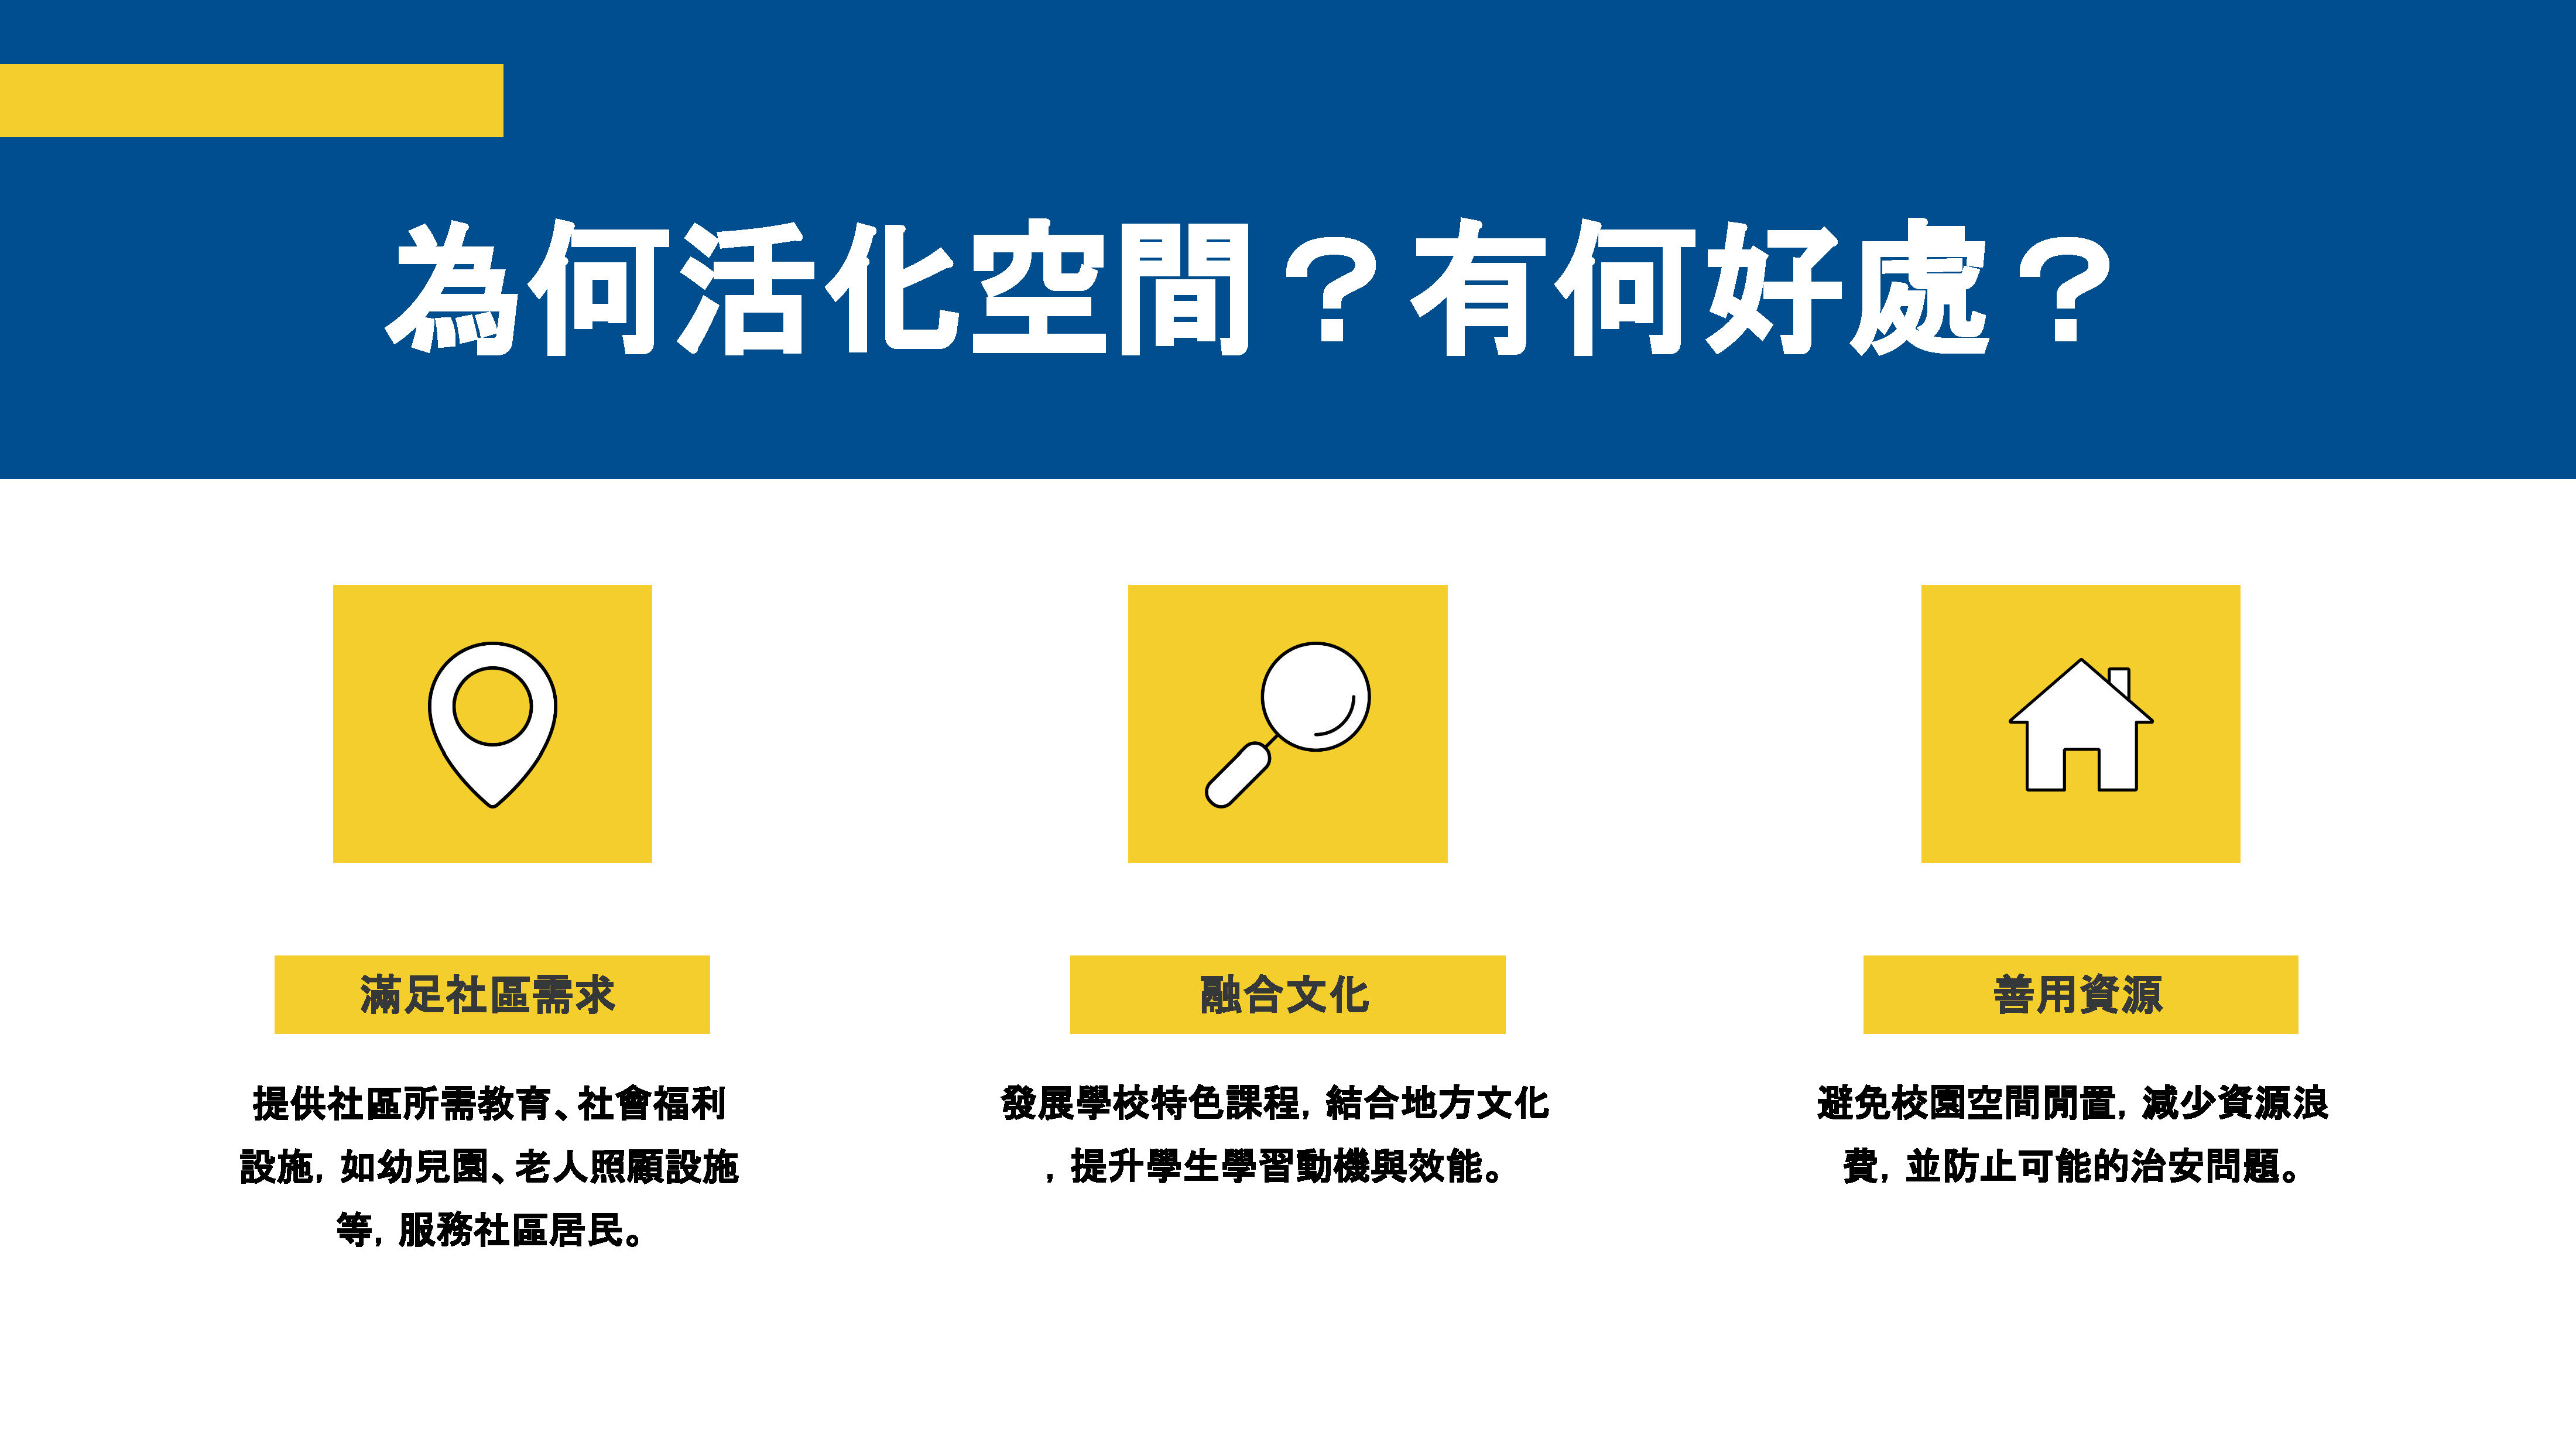 為何活化空間？有何好處？
滿足社區需求
提供社區所需教育、社會福利
設施，如幼兒園、老人照顧設施
等，服務社區居民。
融合文化
發展學校特色課程，結合地方文化
，提升學生學習動機與效能。
善用資源
避免校園空間閒置，減少資源浪
費，並防止可能的治安問題。